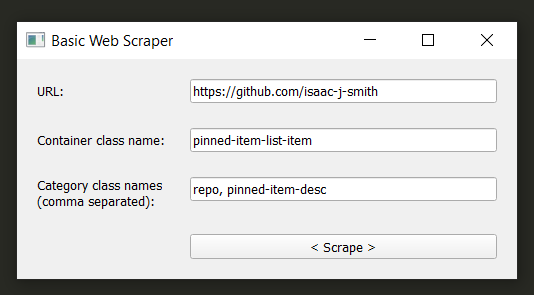 Basic Web Scraper
URL:
https://github.com/isaac-j-smith
Container class name:
pinned-item-list-item
Category class names
(comma separated):
repo, pinned-item-desc
< Scrape >